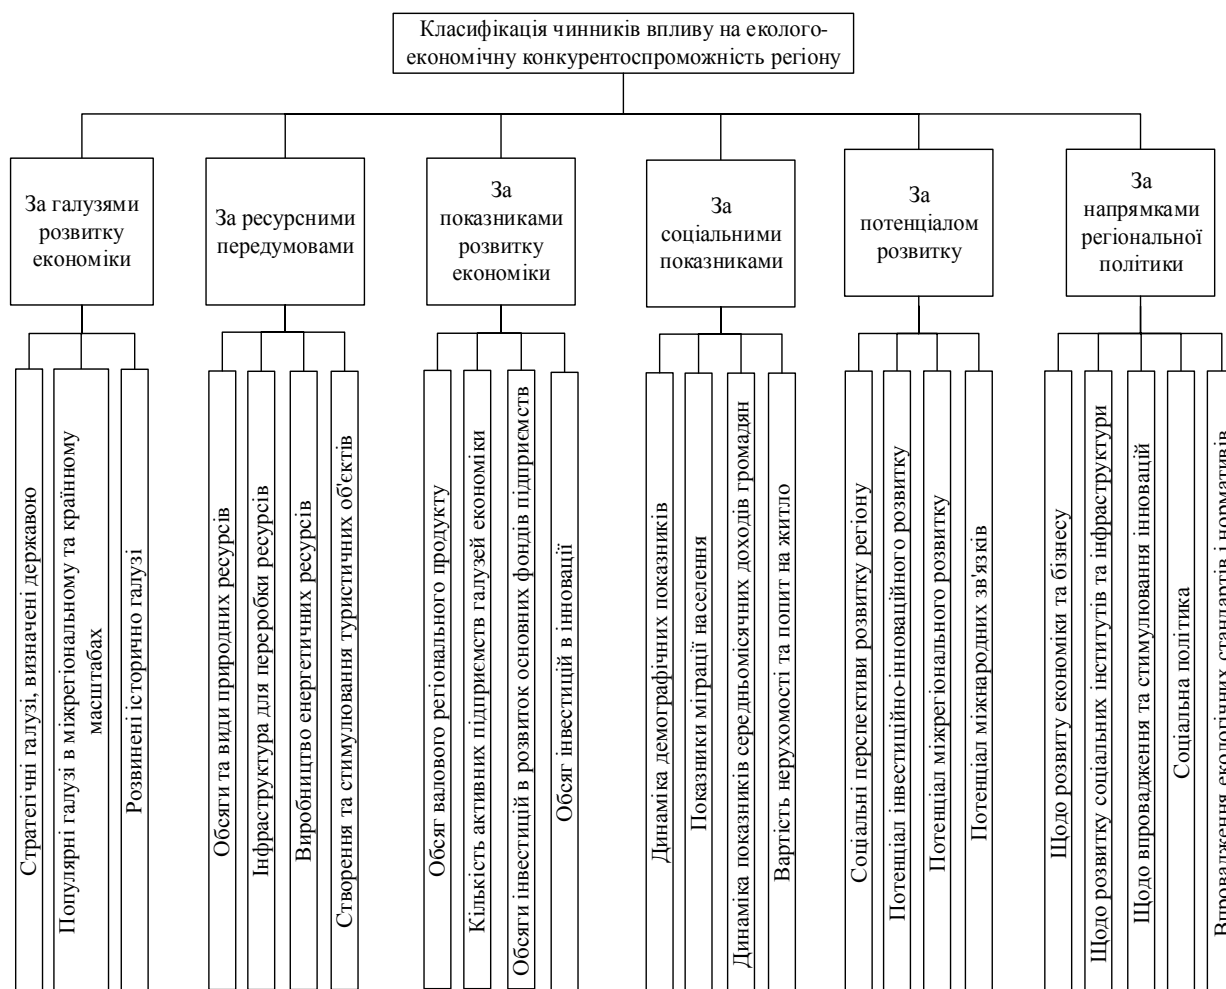 Класифікація чинників впливу на еколого-
економічну конкурентоспроможність регіону
За галузями
розвитку
економіки
За ресурсними
передумовами
За
показниками
розвитку
економіки
За
соціальними
показниками
За
потенціалом
розвитку
За
напрямками
регіональної
політики
Стратегічні галузі, визначені державою
Популярні галузі в міжрегіональному та країнному
масштабах
Розвинені історично галузі
Обсяги та види природних ресурсів
Інфраструктура для переробки ресурсів
Виробництво енергетичних ресурсів
Створення та стимулювання туристичних об'єктів
Обсяг валового регіонального продукту
Кількість активних підприємств галузей економіки
Обсяги інвестицій в розвиток основних фондів підприємств
Обсяг інвестицій в інновації
Динаміка демографічних показників
Показники міграції населення
Динаміка показників середньомісячних доходів громадян
Вартість нерухомості та попит на житло
Соціальні перспективи розвитку регіону
Потенціал інвестиційно-інноваційного розвитку
Потенціал міжрегіонального розвитку
Потенціал міжнародних зв'язків
Щодо розвиту економіки та бізнесу
Щодо розвитку соціальних інститутів та інфраструктури
Щодо впровадження та стимулювання інновацій
Соціальна політика
Впровадження екологічних стандартів і нормативів